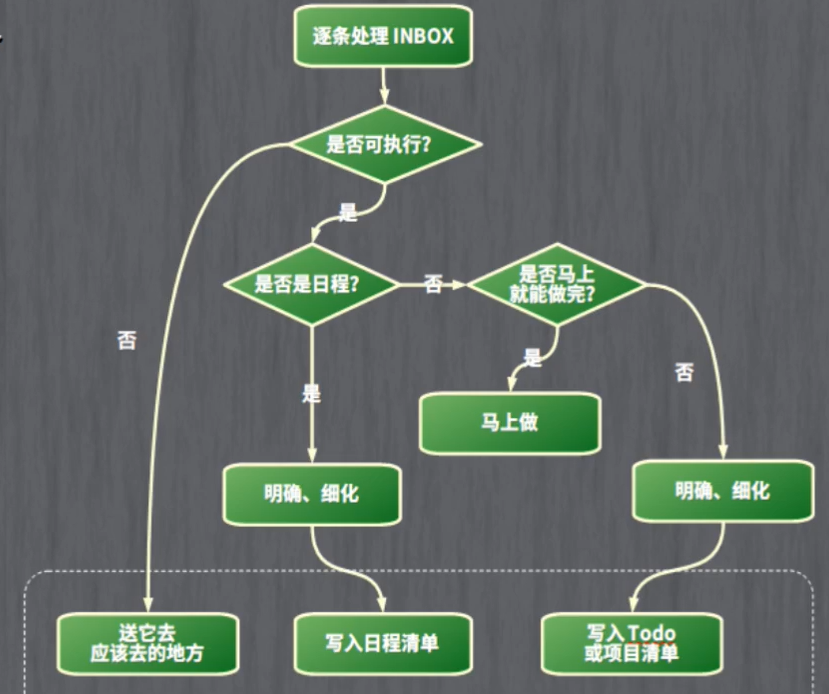 逐条处理 INBOX
是否可执行?
是
是否是日程?
否
是否马上
就能做完?
否
是
否
是
马上做
明确、细化
明确、细化
送它去
应该去的地方
写入日程清单
写入 Todo
或项目清单